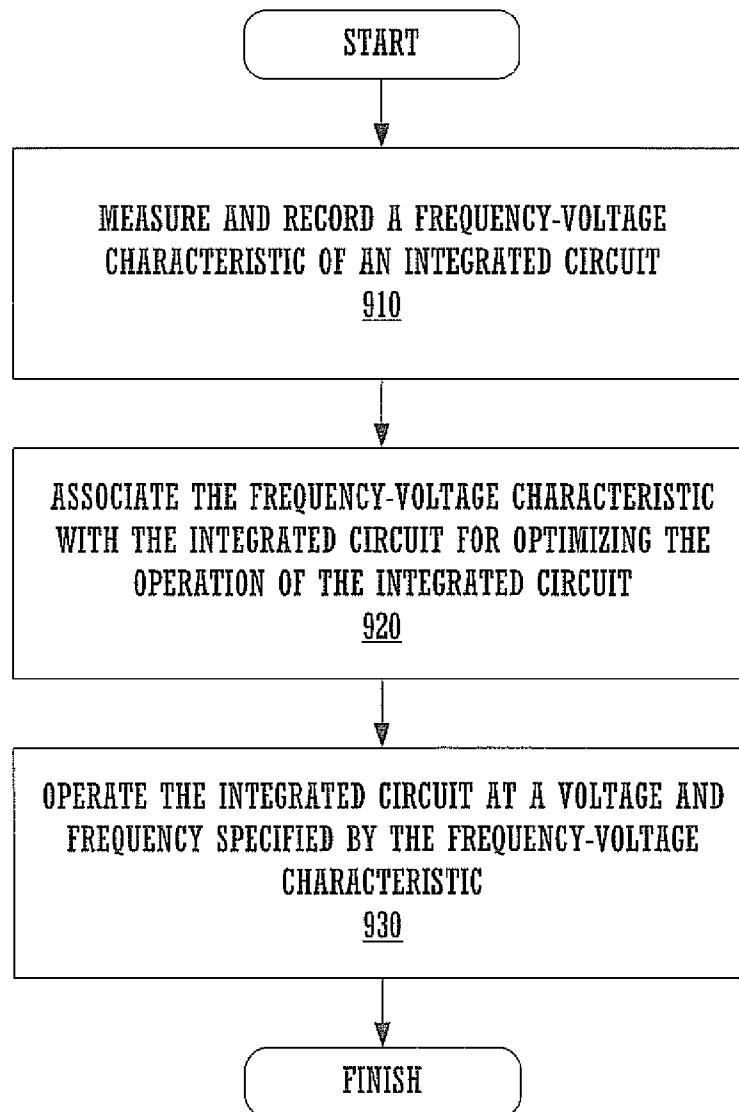 START
MEASURE AND RECORD A FREQUENCY-VOLTAGE
CHARACTERISTIC OF AN INTEGRATED CIRCUIT
910
ASSOCIATE THE FREQUENCY-VOLTAGE CHARACTERISTIC
WITH THE INTEGRATED CIRCUIT FOR OPTIMIZING THE
OPERATION OF THE INTEGRATED CIRCUIT
920
OPERATE THE INTEGRATED CIRCUIT AT A VOLTAGE AND
FREQUENCY SPECIFIED BY THE FREQUENCY-VOLTAGE
CHARACTERISTIC
930
FINISH